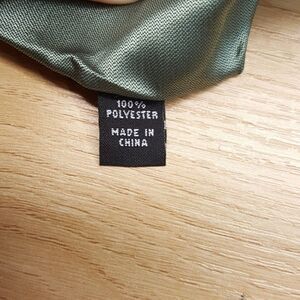 100%
POLYESTER
MADE IN
CHINA